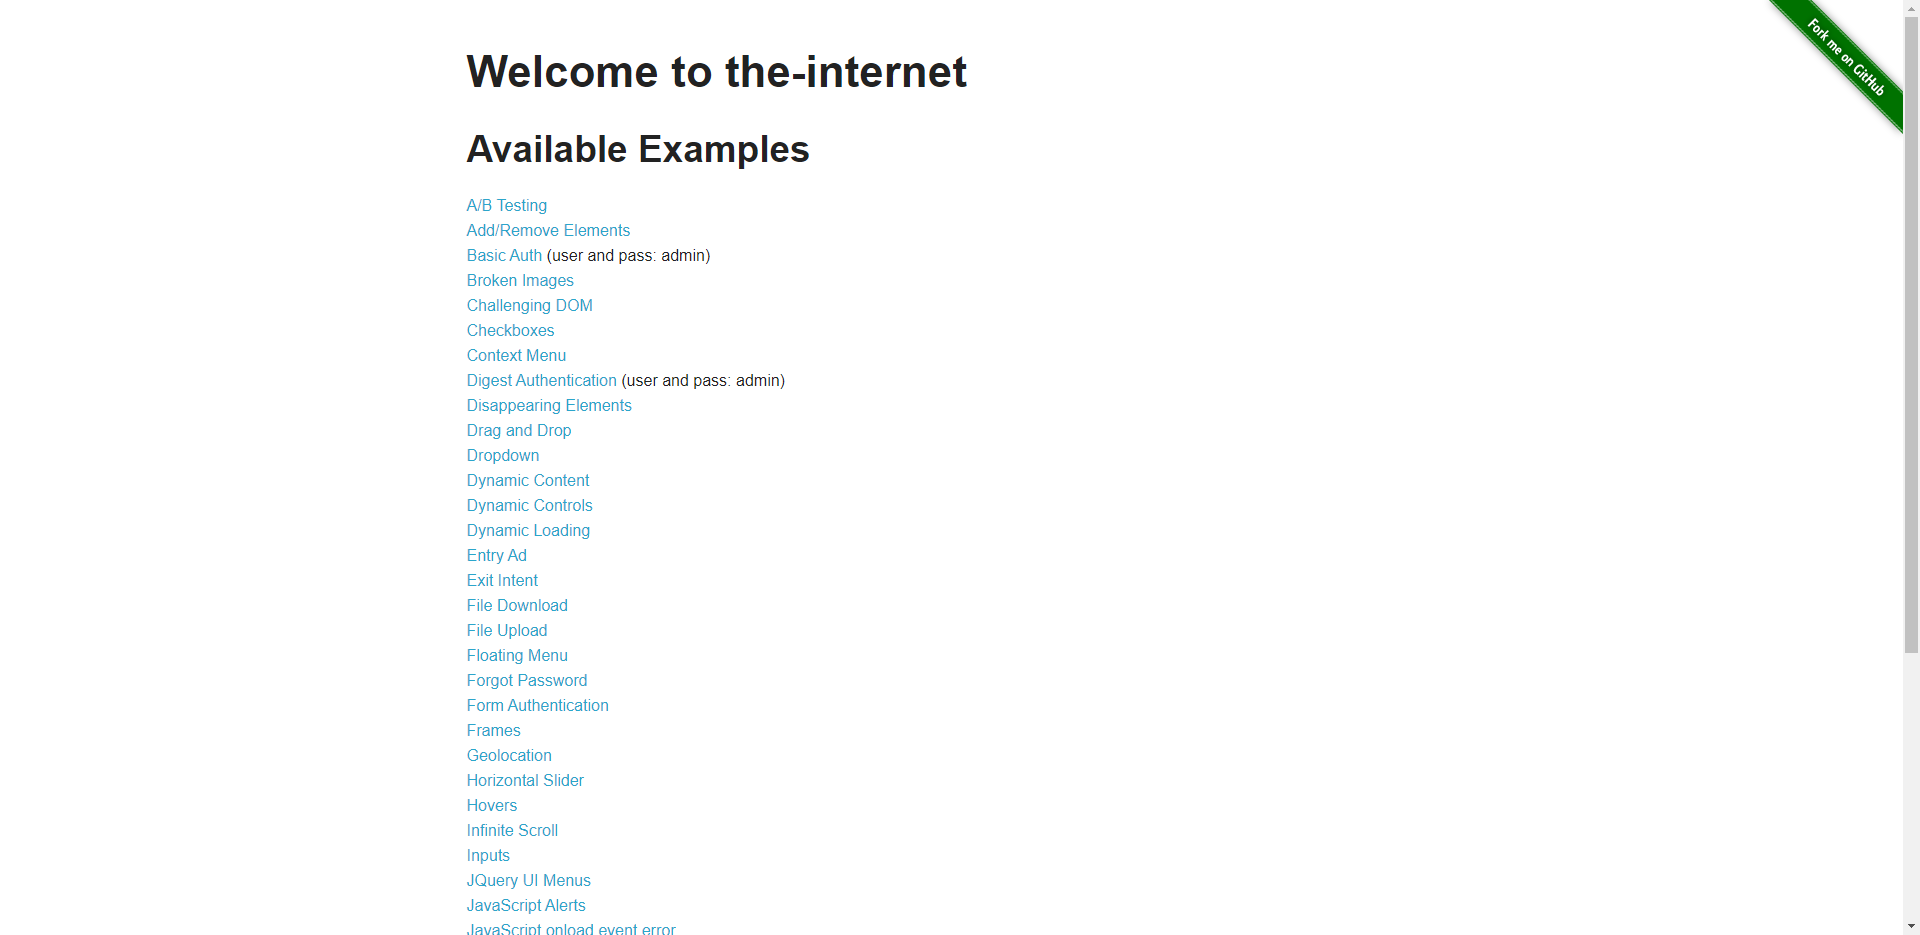 Fork me on GitHub
Welcome to the-internet
Available Examples
A/B Testing
Add/Remove Elements
Basic Auth (user and pass: admin)
Broken Images
Challenging DOM
Checkboxes
Context Menu
Digest Authentication (user and pass: admin)
Disappearing Elements
Drag and Drop
Dropdown
Dynamic Content
Dynamic Controls
Dynamic Loading
Entry Ad
Exit Intent
File Download
File Upload
Floating Menu
Forgot Password
Form Authentication
Frames
Geolocation
Horizontal Slider
Hovers
Infinite Scroll
Inputs
JQuery UI Menus
JavaScript Alerts
JavaScript onload event error